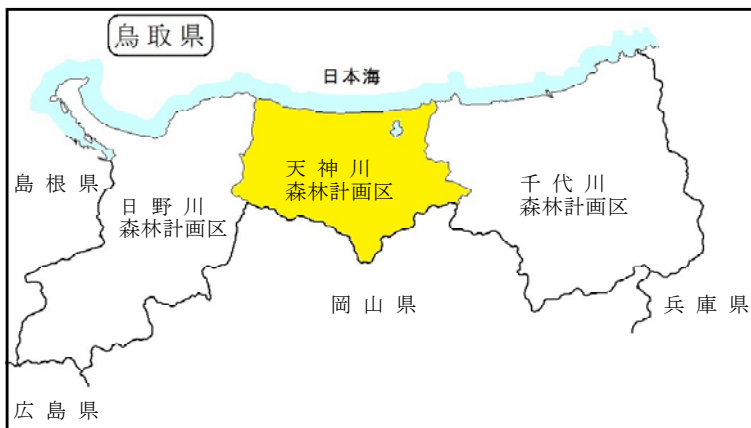 鳥取県
日本海
島根県
日野川
森林計画区
天神川
森林計画区
千代川
森林計画区
岡山県
兵庫県
広島県